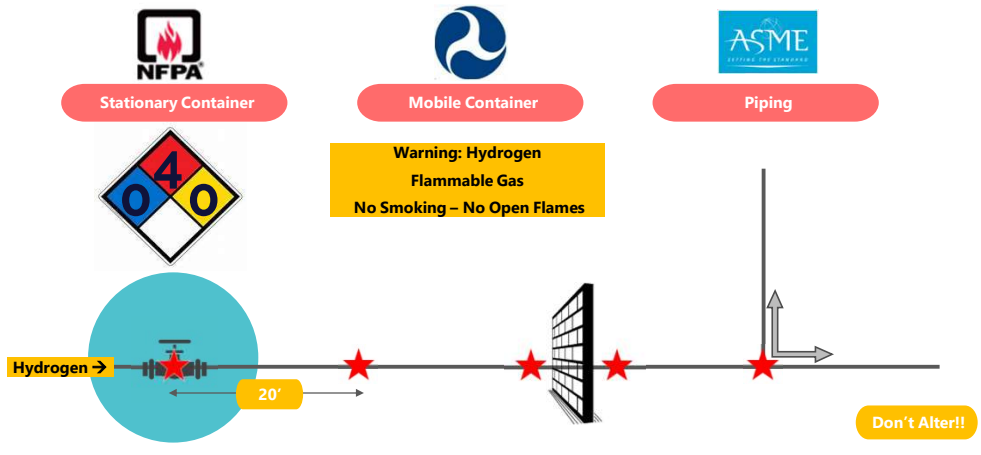 NFPA®
ASME
SETTING THE STANDARD
Stationary Container
Mobile Container
Piping
4
0 0
Warning: Hydrogen
Flammable Gas
No Smoking – No Open Flames
Hydrogen →
20′
Don’t Alter!!